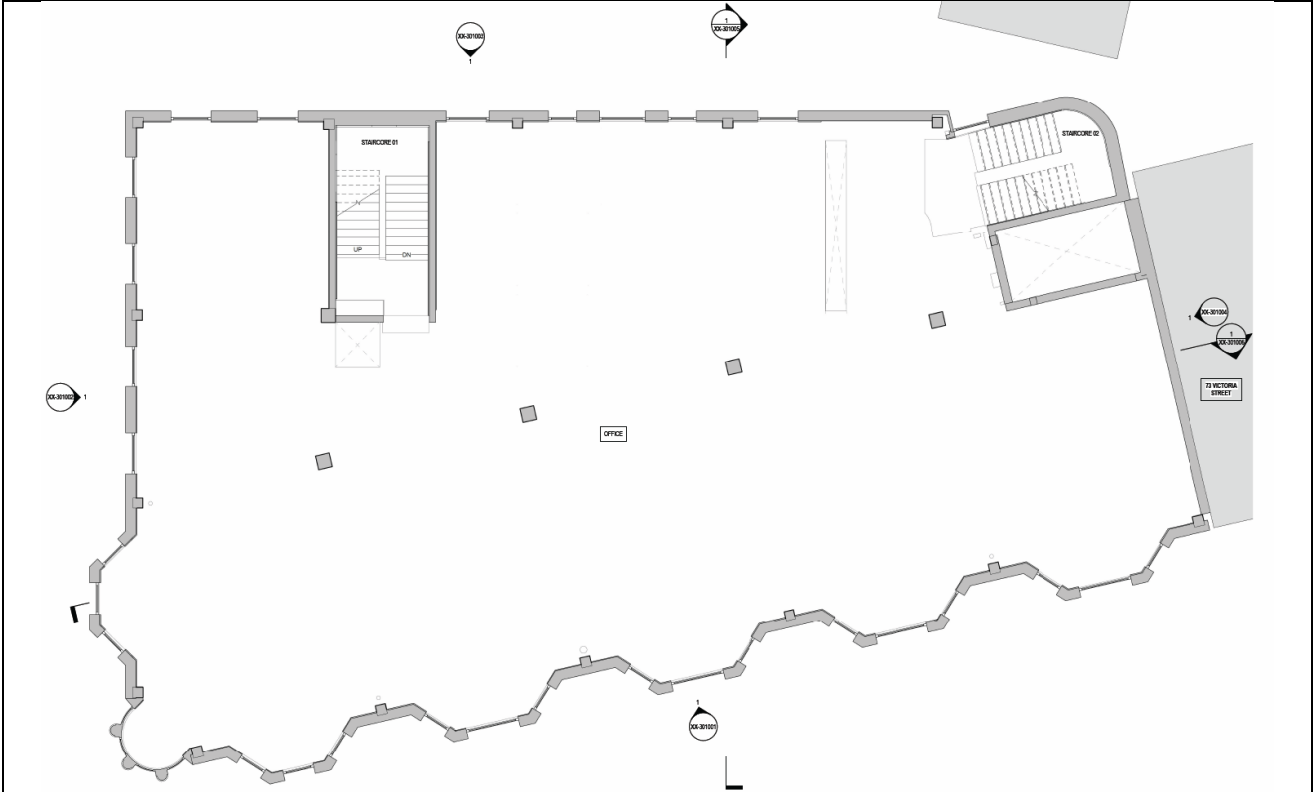 1
XX-301005
XX-301003
1
STAIRCORE 02
STAIRCORE 01
UP
DN
1
XX-301004
1
XX-301006
73 VICTORIA
STREET
XX-301002
1
OFFICE
1
XX-301001